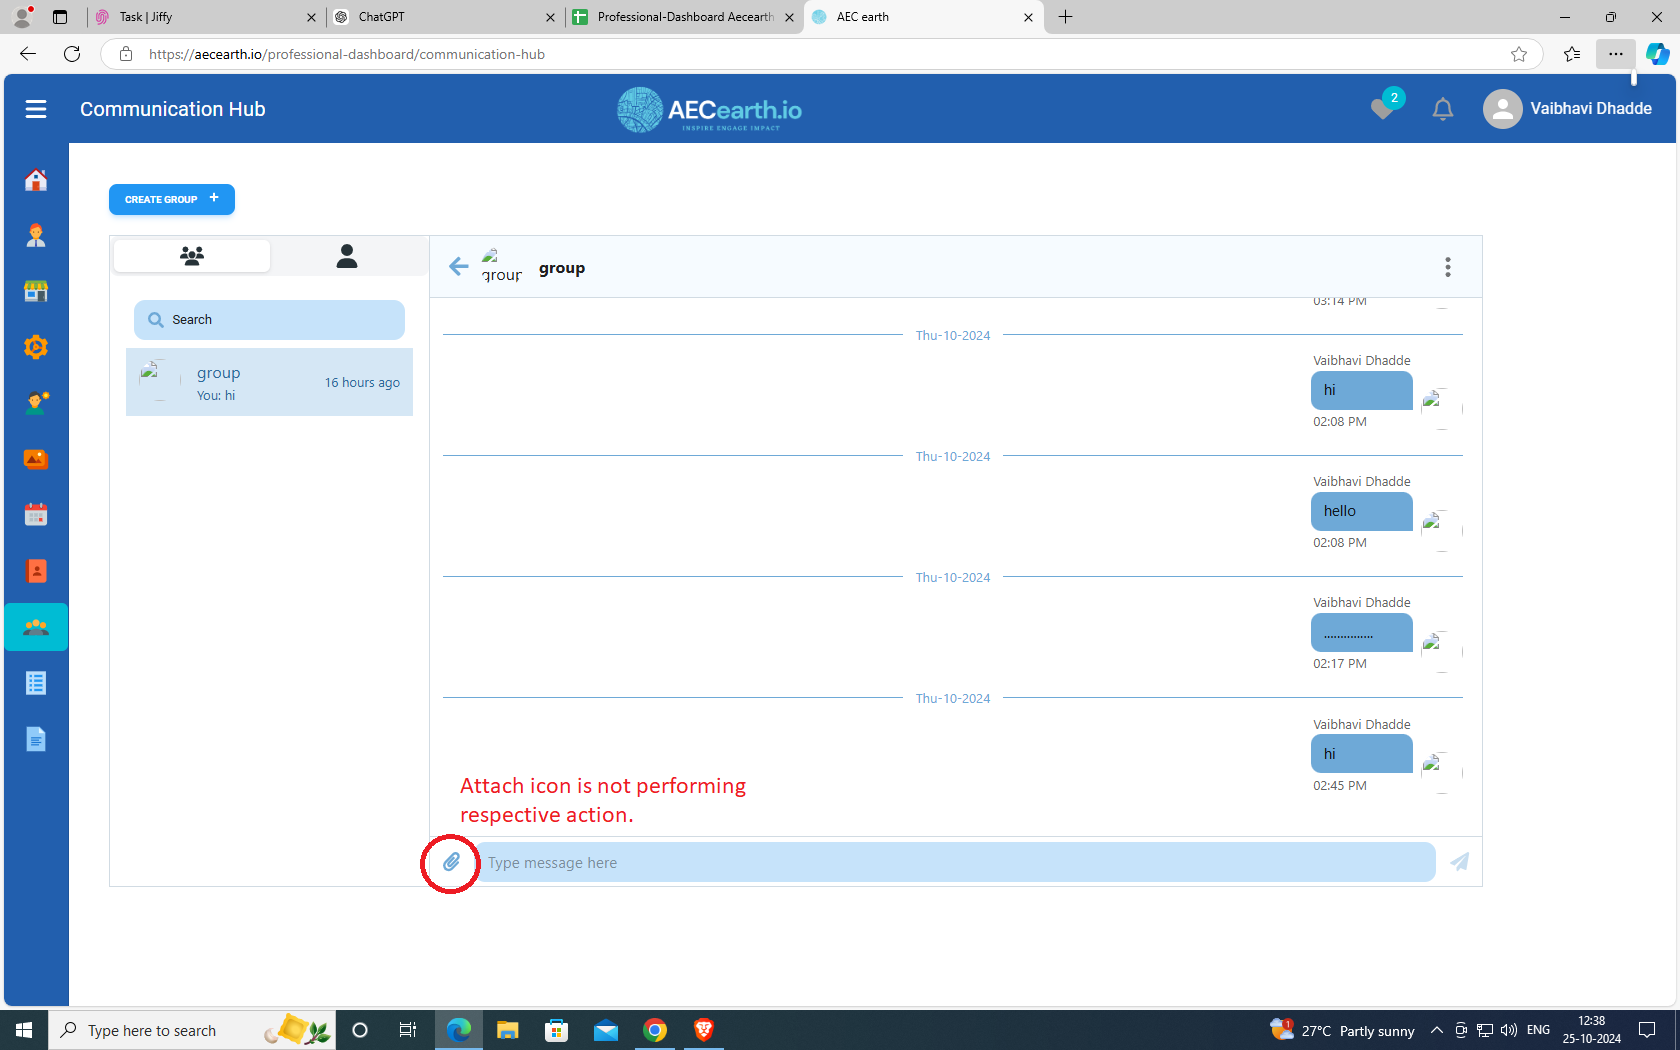 Task | Jiffy
ChatGPT
Professional-Dashboard Aecearth
AEC earth
https://aecearth.io/professional-dashboard/communication-hub
Communication Hub
AECearth.io
INSPIRE ENGAGE IMPACT
2
Vaibhavi Dhadde
CREATE GROUP +
group
group
03:14 PM
Search
group
16 hours ago
You: hi
Thu-10-2024
Vaibhavi Dhadde
hi
02:08 PM
Thu-10-2024
Vaibhavi Dhadde
hello
02:08 PM
Thu-10-2024
Vaibhavi Dhadde
...............
02:17 PM
Thu-10-2024
Vaibhavi Dhadde
hi
02:45 PM
Attach icon is not performing
respective action.
Type message here
Type here to search
1
27°C Partly sunny
ENG
12:38
25-10-2024